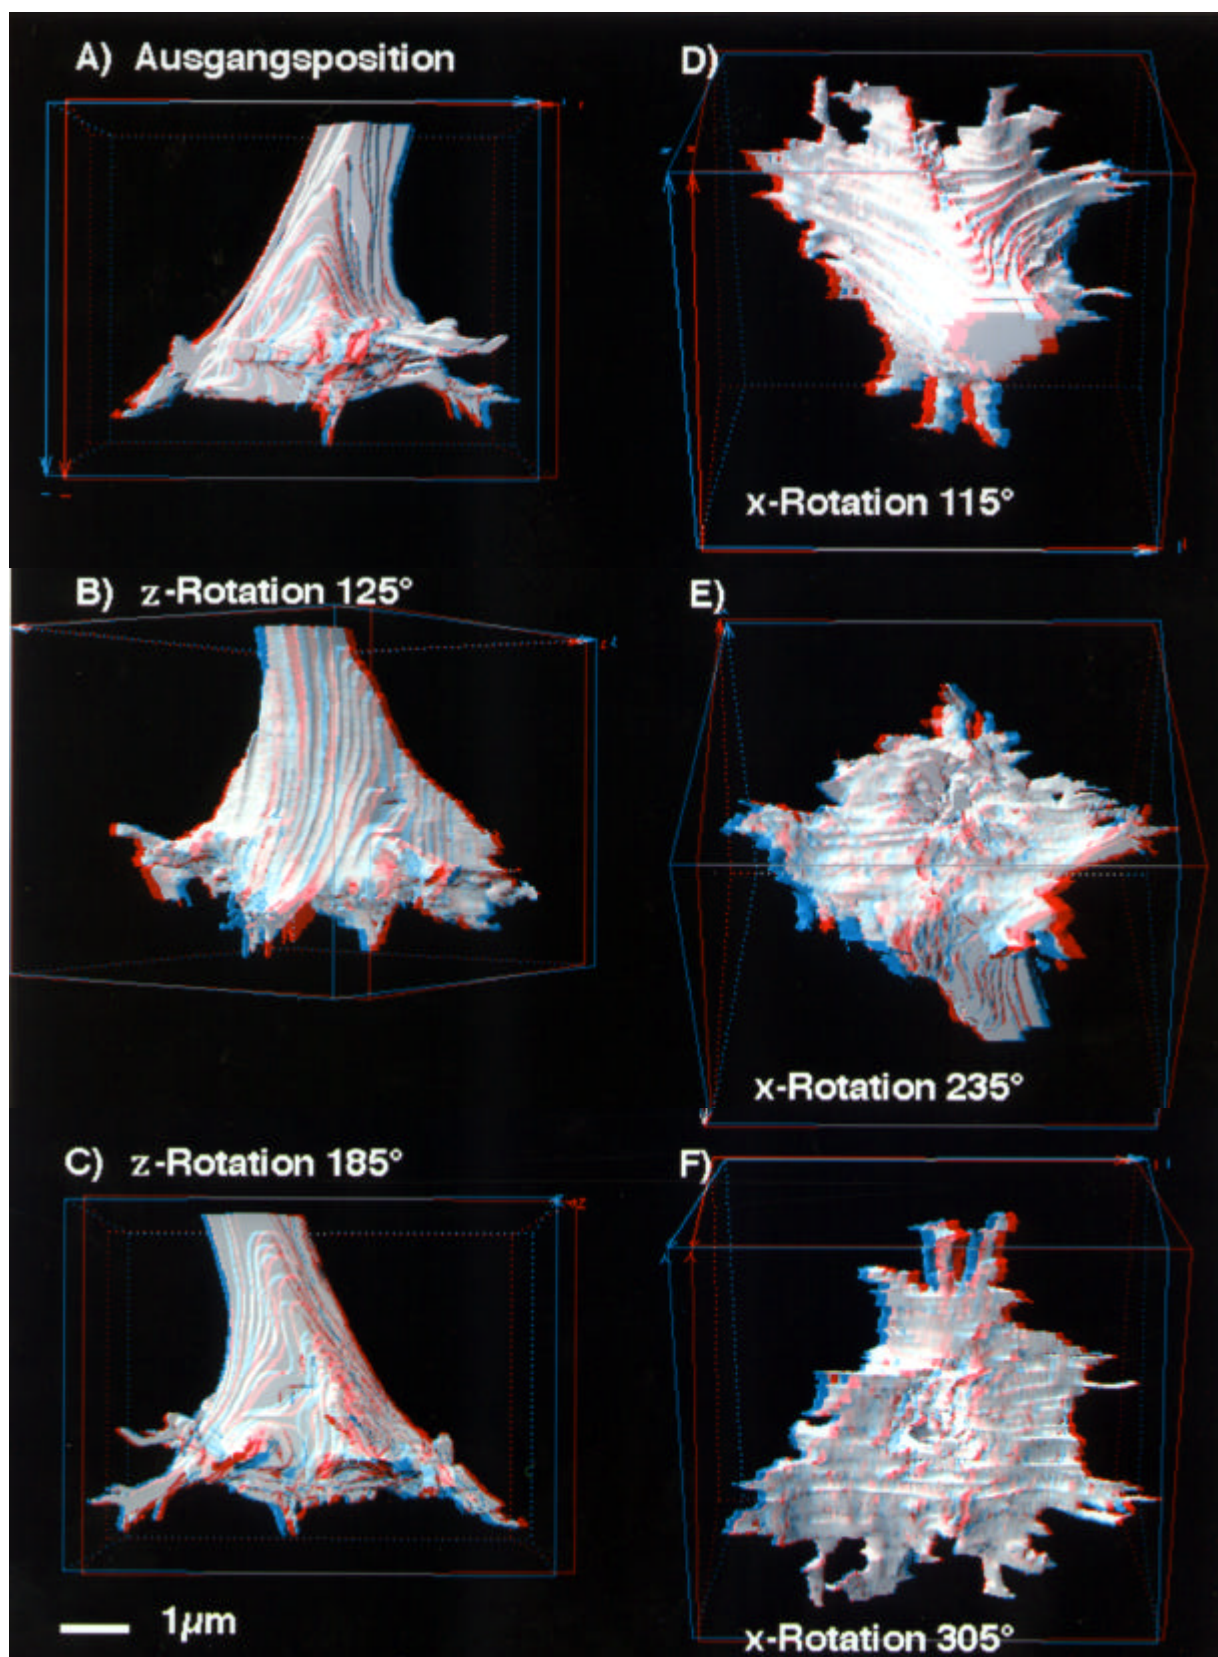 A) Ausgangsposition
B) z-Rotation 125°
C) z-Rotation 185°
1µm
D)
x-Rotation 115°
E)
x-Rotation 235°
F)
x-Rotation 305°